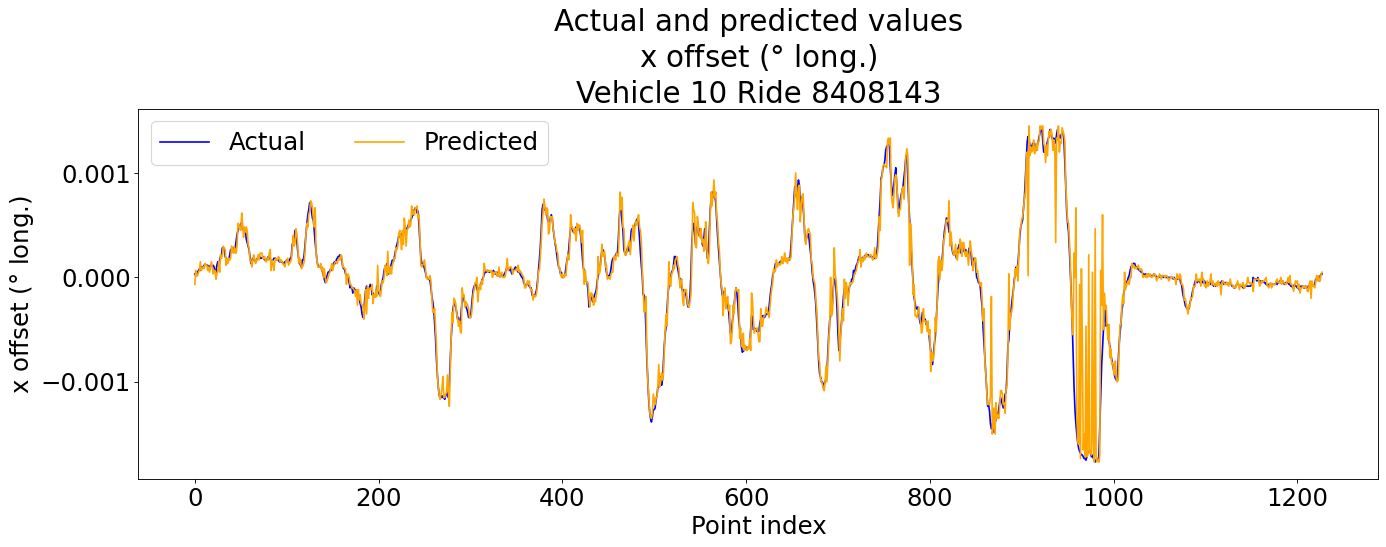 Actual and predicted values
x offset (° long.)
Vehicle 10 Ride 8408143
Actual
Predicted
x offset (° long.)
0.001
0.000
−0.001
0
200
400
600
800
1000
1200
Point index